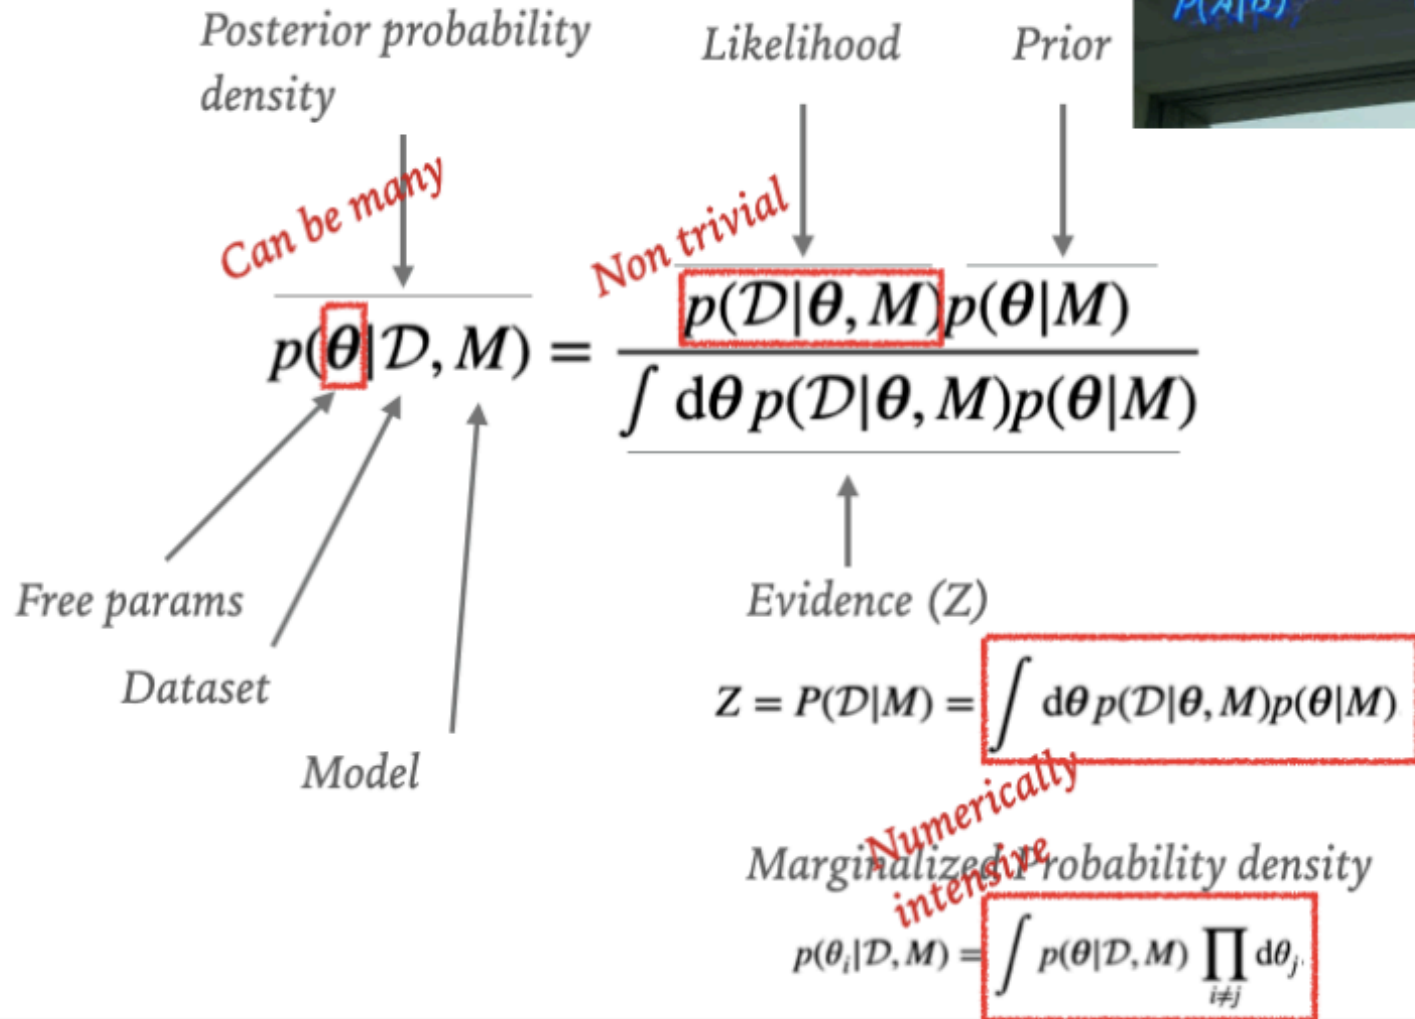 Posterior probability
density
Likelihood
Prior
P(A|B)
Can be many
Non trivial
p(θ|𝒟, M) = p(𝒟|θ, M)p(θ|M)
∫ dθ p(𝒟|θ, M)p(θ|M)
Free params
Dataset
Model
Evidence (Z)
Z = P(𝒟|M) = ∫ dθ p(𝒟|θ, M)p(θ|M)
Numerically
intensive
Marginalized Probability density
p(θᵢ|𝒟, M) = ∫ p(θ|𝒟, M) ∏ dθⱼ
i≠j